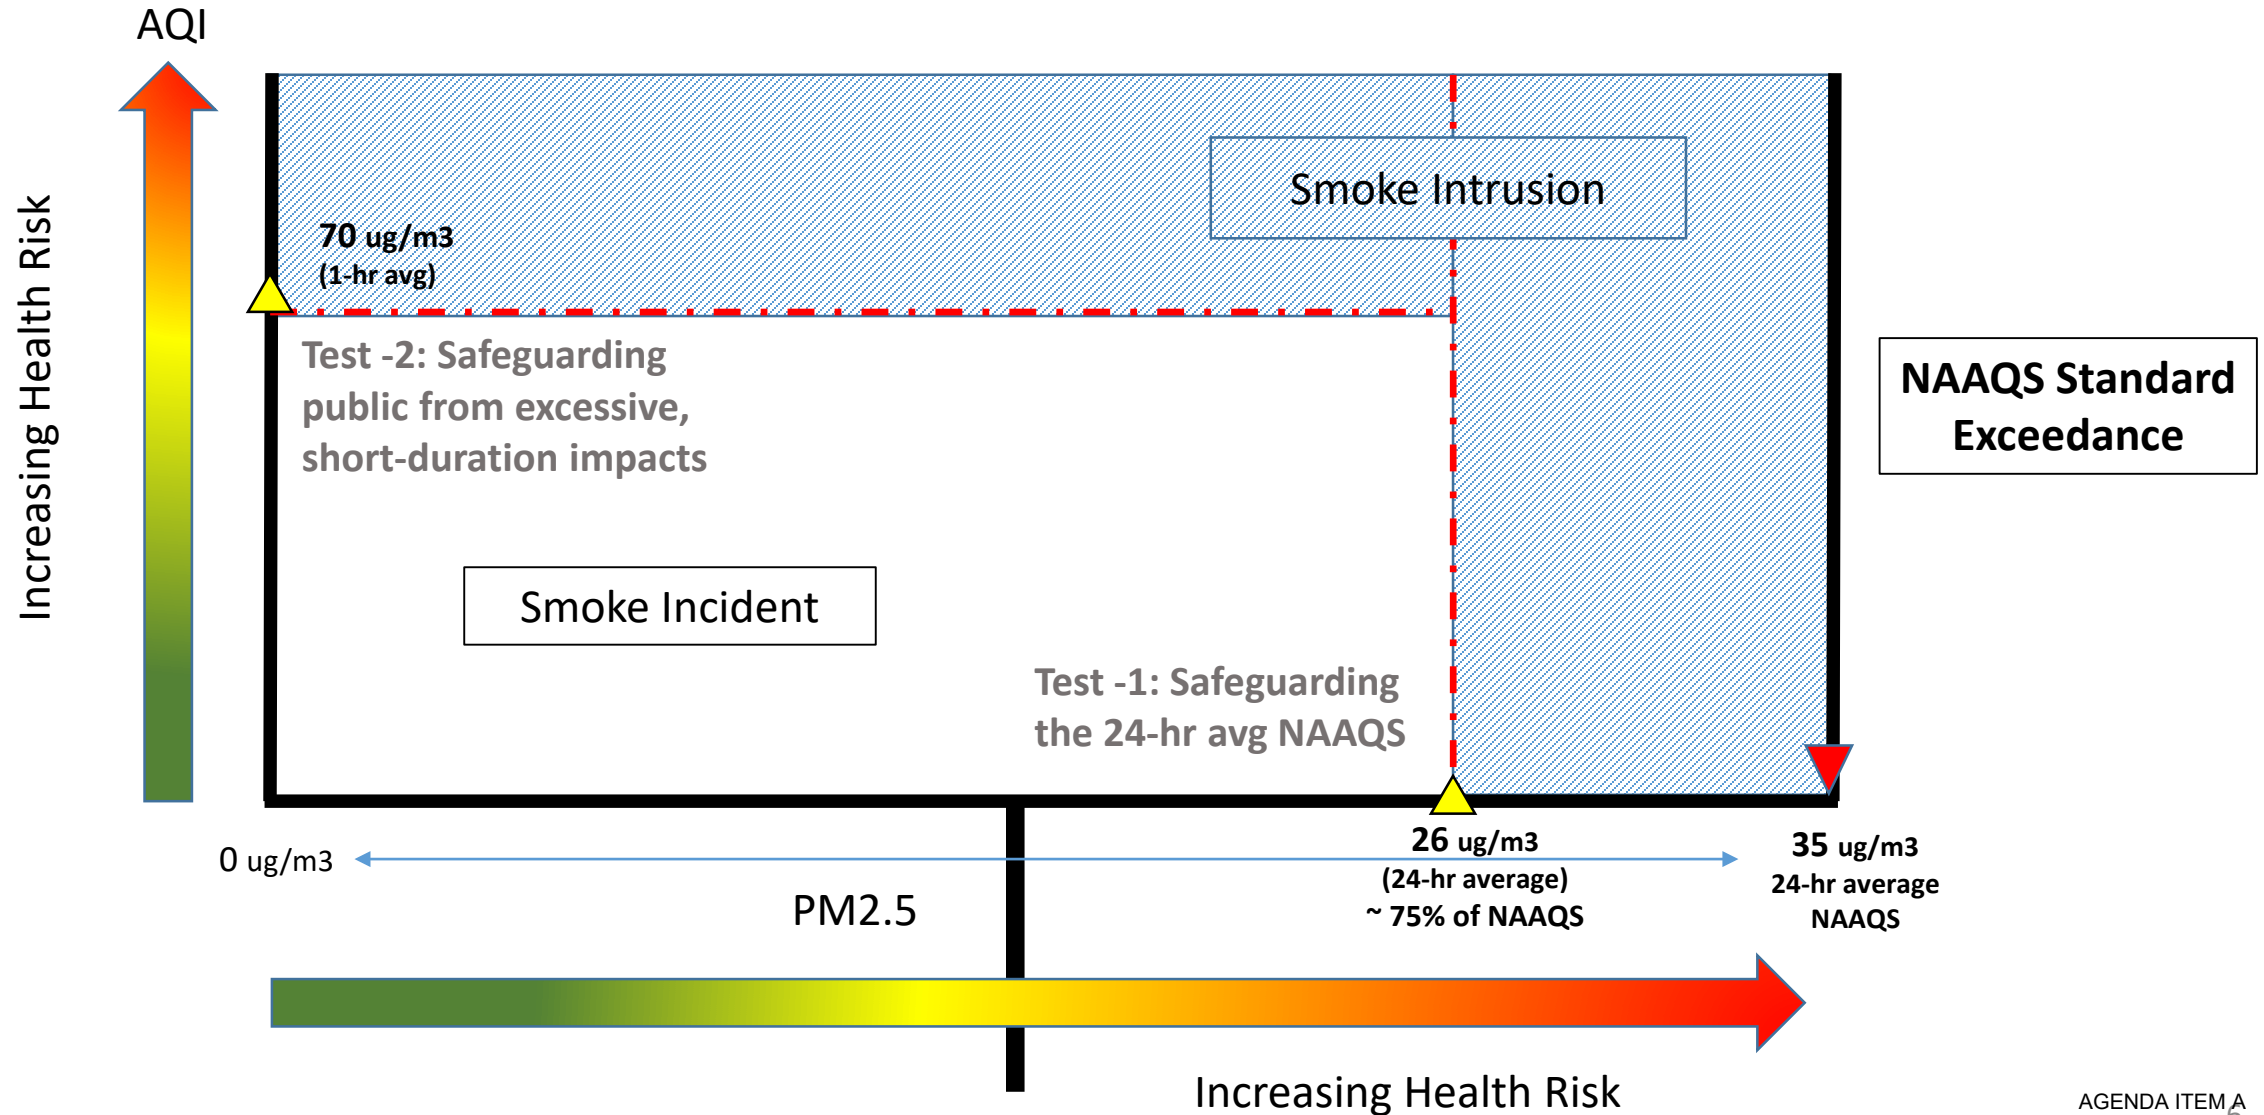 AQI
Increasing Health Risk
Smoke Intrusion
70 ug/m3
(1-hr avg)
Test -2: Safeguarding
public from excessive,
short-duration impacts
NAAQS Standard
Exceedance
Smoke Incident
Test -1: Safeguarding
the 24-hr avg NAAQS
0 ug/m3
26 ug/m3
(24-hr average)
~ 75% of NAAQS
35 ug/m3
24-hr average
NAAQS
PM2.5
Increasing Health Risk
AGENDA ITEM A
6